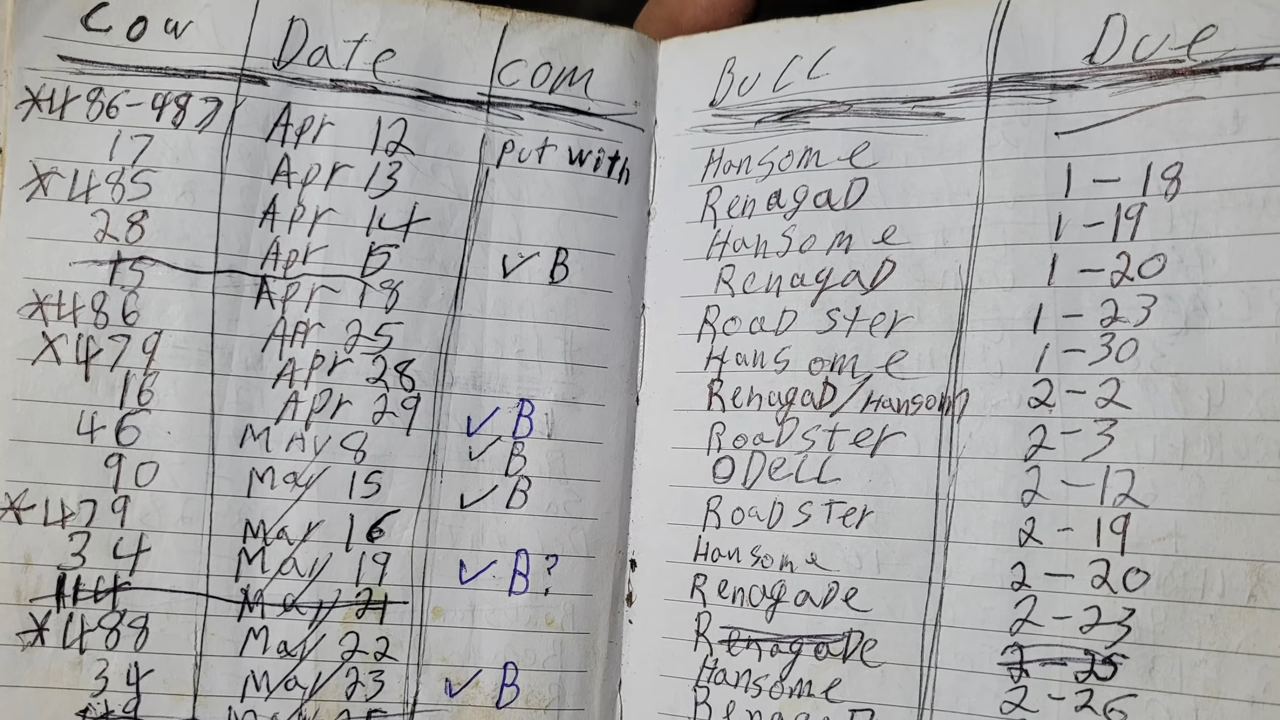 Cow Date Com
*486-487 Apr 12 Put with
17 Apr 13
*485 Apr 14
28 Apr 15 ✓ B
15 Apr 18
*486 Apr 25
*479 Apr 28
16 Apr 29 ✓ B
46 May 8 ✓ B
90 May 15 ✓ B
*479 May 16
34 May 19 ✓ B?
May 21
*488 May 22
34 May 23 ✓ B
Bull Due
Hansome
RenagaD 1-18
Hansome 1-19
RenagaD 1-20
RoaDster 1-23
Hansome 1-30
RenagaD/Hansom 2-2
RoaDster 2-3
ODell 2-12
RoaDster 2-19
Hansome 2-20
RenagaDe 2-23
RenagaDe 2-25
Hansome 2-26